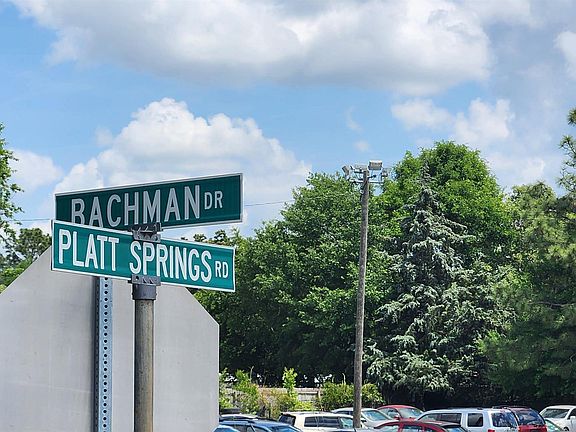 BACHMAN DR
PLATT SPRINGS RD